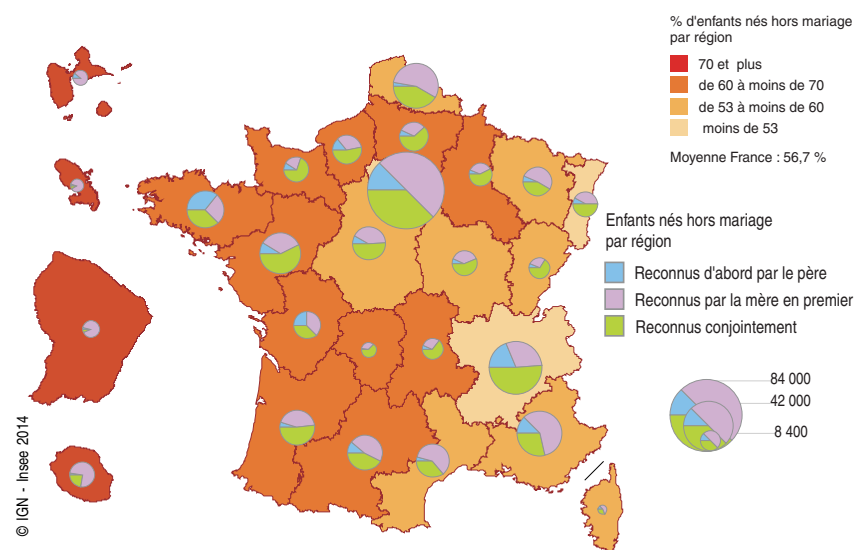 % d'enfants nés hors mariage
par région
70 et plus
de 60 à moins de 70
de 53 à moins de 60
moins de 53
Moyenne France : 56,7 %
Enfants nés hors mariage
par région
Reconnus d'abord par le père
Reconnus par la mère en premier
Reconnus conjointement
84 000
42 000
8 400
© IGN - Insee 2014